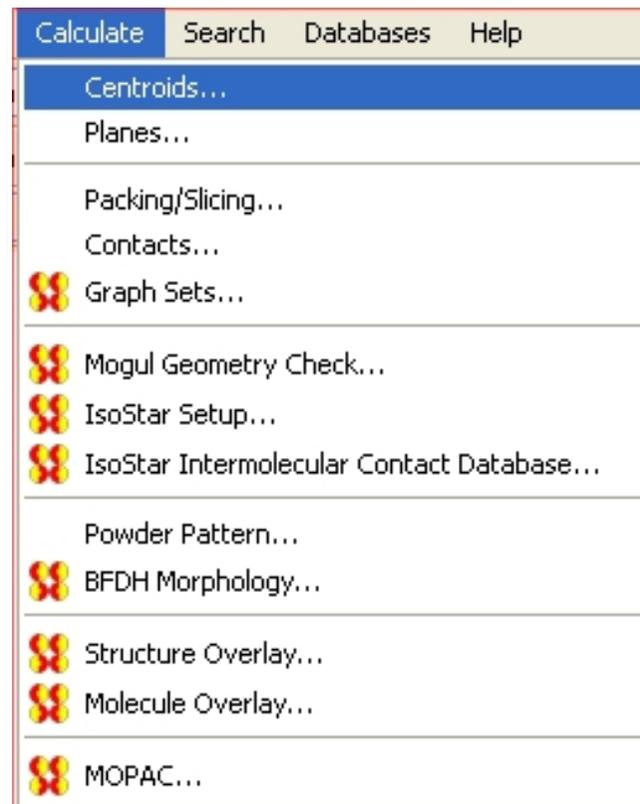 Calculate Search Databases Help
Centroids...
Planes...
Packing/Slicing...
Contacts...
Graph Sets...
Mogul Geometry Check...
IsoStar Setup...
IsoStar Intermolecular Contact Database...
Powder Pattern...
BFDH Morphology...
Structure Overlay...
Molecule Overlay...
MOPAC...